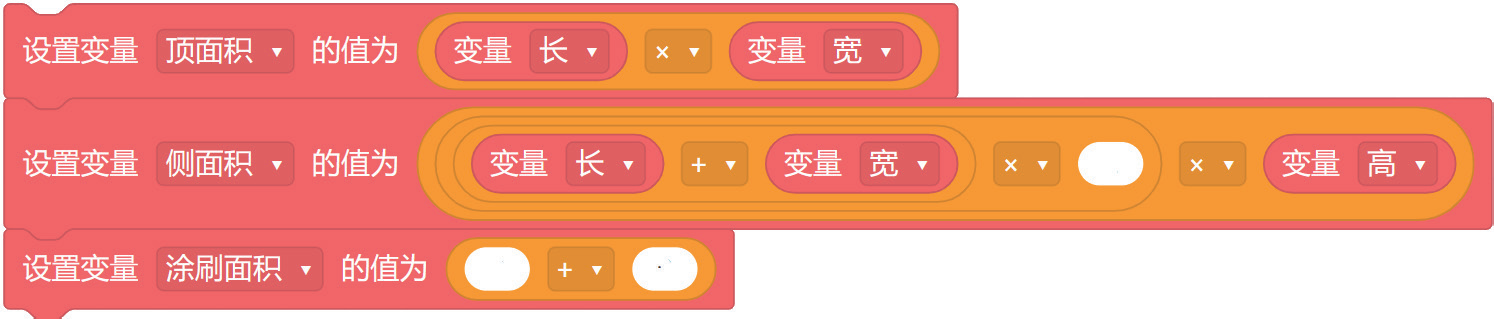 设置变量 顶面积 ▼ 的值为 变量 长 ▼ × ▼ 变量 宽 ▼
设置变量 侧面积 ▼ 的值为 变量 长 ▼ + ▼ 变量 宽 ▼ × ▼ × ▼ 变量 高 ▼
设置变量 涂刷面积 ▼ 的值为 + ▼